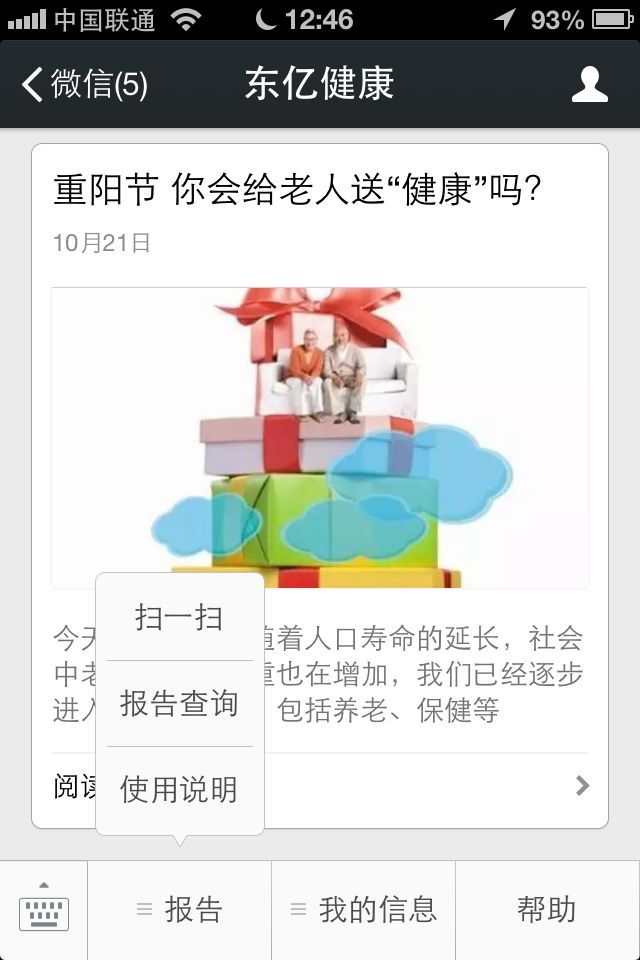 中国联通 12:46 93%
微信(5) 东亿健康
重阳节 你会给老人送“健康”吗?
10月21日
今天 随着人口寿命的延长，社会
中老 重也在增加，我们已经逐步
进入 包括养老、保健等
阅读
扫一扫
报告查询
使用说明
报告 我的信息 帮助